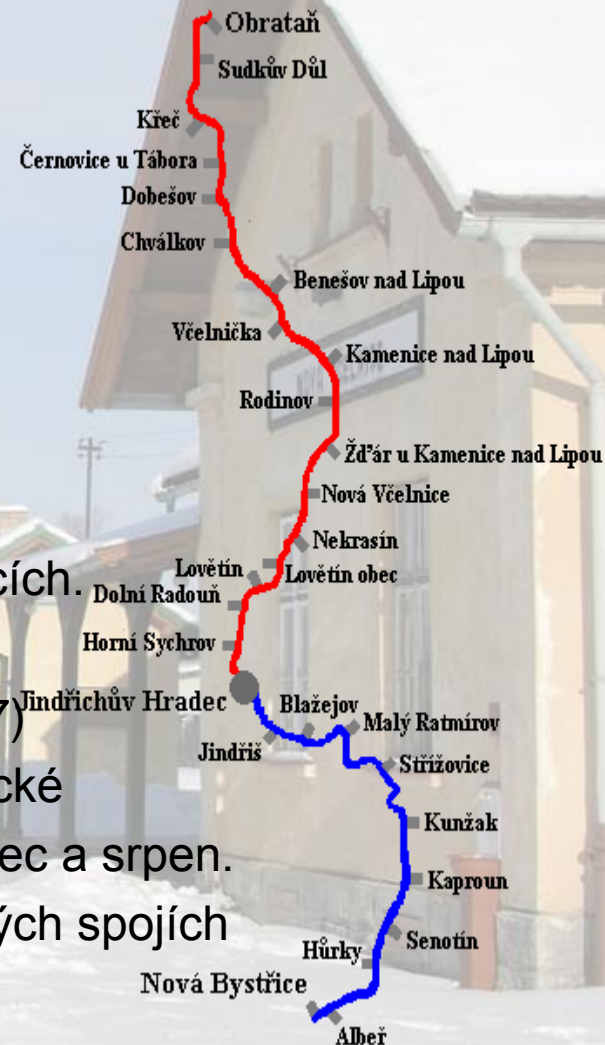 Obrataň
Sudkův Důl
Křeč
Černovice u Tábora
Dobešov
Chválkov
Benešov nad Lipou
Včelnička
Kamenice nad Lipou
Rodinov
Žďár u Kamenice nad Lipou
Nová Včelnice
Nekrasín
Lovětín
Lovětín obec
cích.
Dolní Radouň
Horní Sychrov
7)
Jindřichův Hradec
Blažejov
Malý Ratmírov
Jindřiš
Střížovice
cké
Kunžak
ec a srpen.
Kaproun
ých spojích
Senotín
Hůrky
Nová Bystřice
Albeř